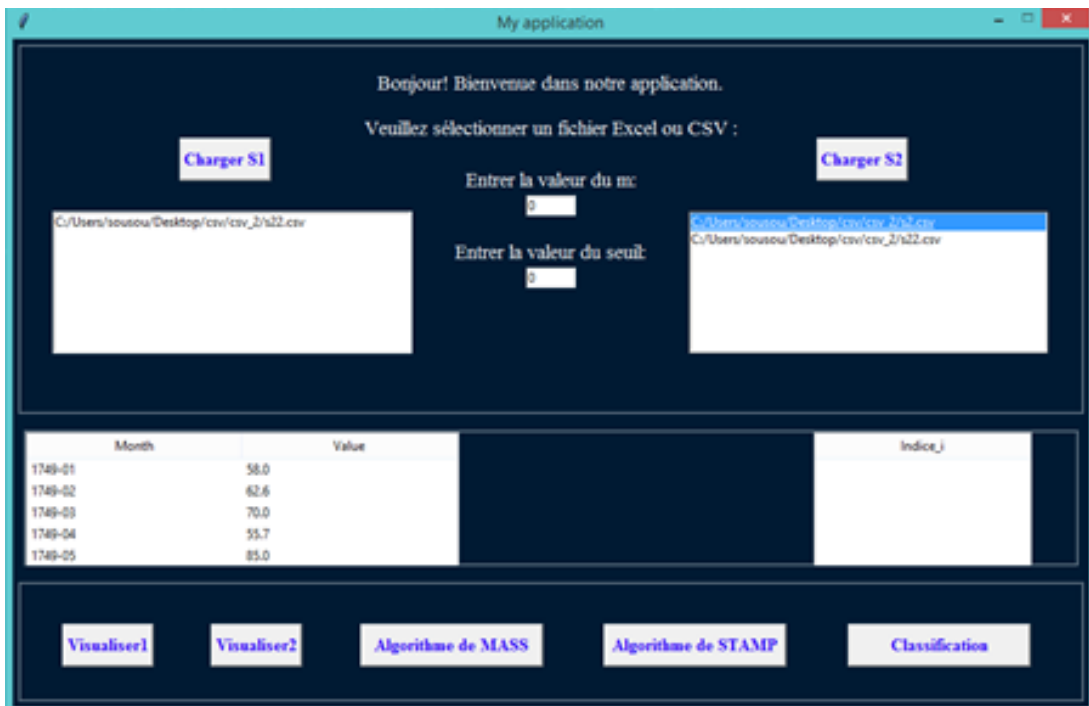 My application
Bonjour! Bienvenue dans notre application.
Veuillez sélectionner un fichier Excel ou CSV :
Charger S1
Charger S2
Entrer la valeur du m:
0
C:/Users/sousou/Desktop/csv/csv_2/s22.csv
C:/Users/sousou/Desktop/csv/csv_2/s2.csv
C:/Users/sousou/Desktop/csv/csv_2/s22.csv
Entrer la valeur du seuil:
0
Month Value Indice_i
1749-01 58.0
1749-02 62.6
1749-03 70.0
1749-04 55.7
1749-05 85.0
Visualiser1 Visualiser2 Algorithme de MASS Algorithme de STAMP Classification